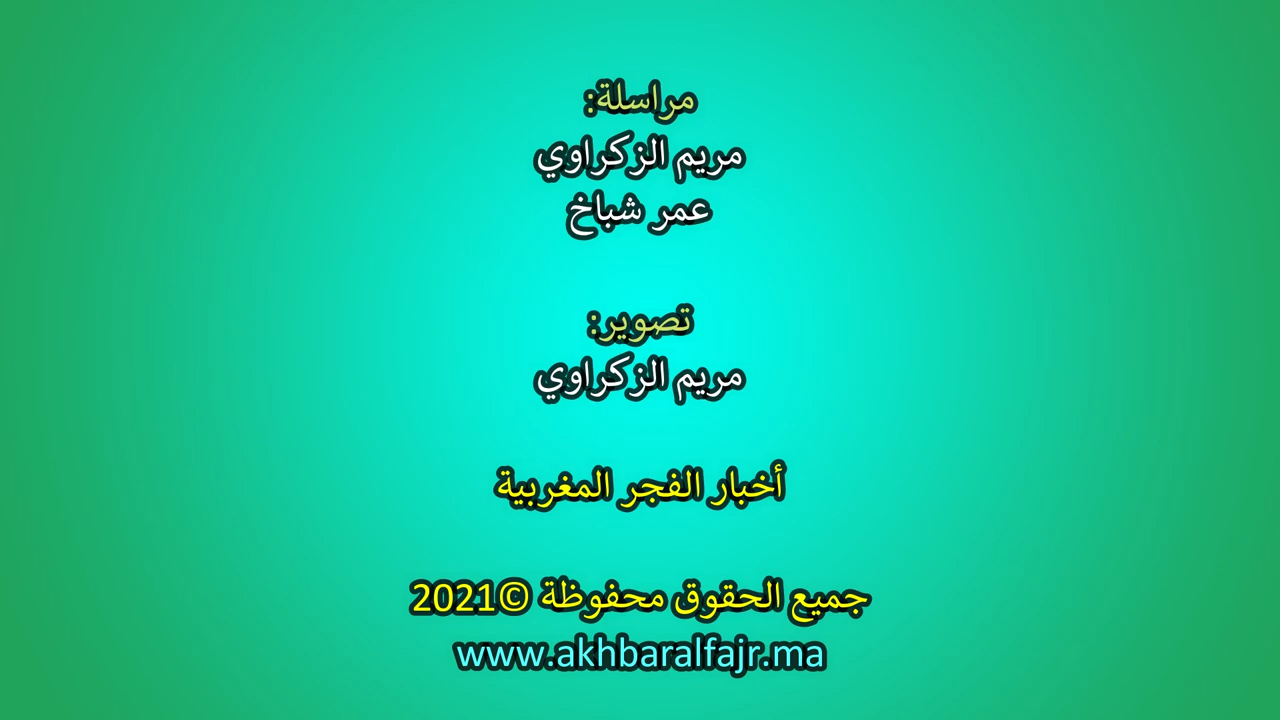 مراسلة:
مريم الزكراوي
عمر شباخ
تصوير:
مريم الزكراوي
أخبار الفجر المغربية
جميع الحقوق محفوظة ©2021
www.akhbaralfajr.ma